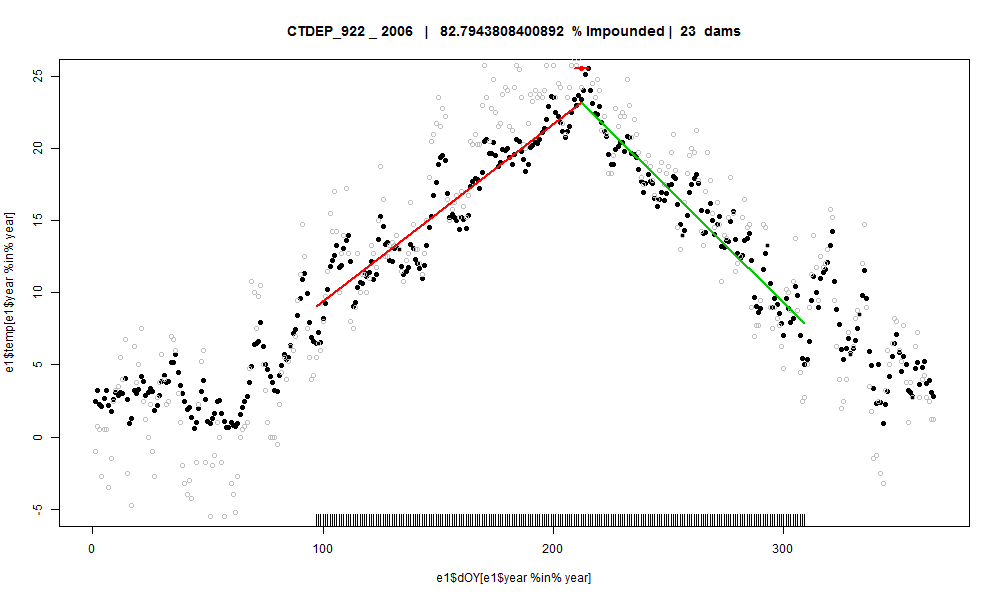 CTDEP_922 _ 2006 | 82.7943808400892 % Impounded | 23 dams
25
20
15
10
5
0
-5
e1$temp[e1$year %in% year]
0 100 200 300
e1$dOY[e1$year %in% year]